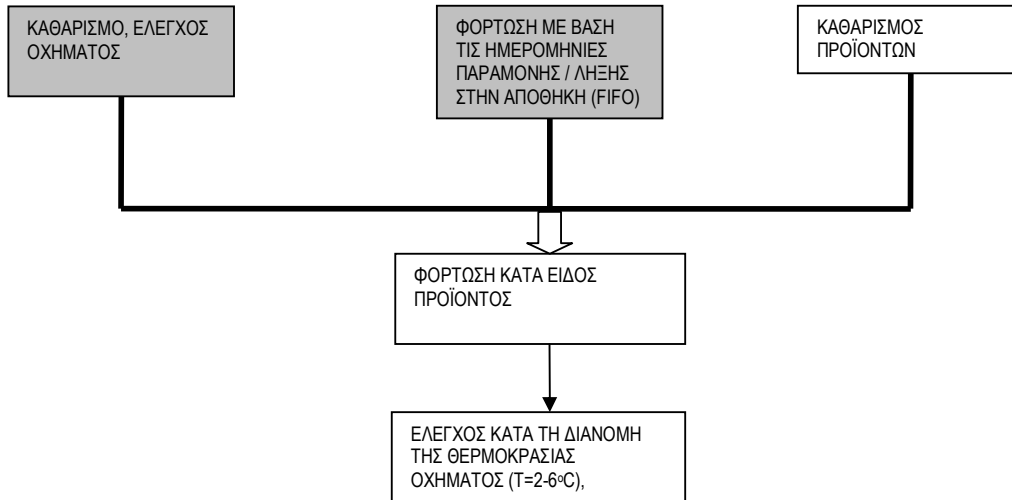 ΚΑΘΑΡΙΣΜΟ, ΕΛΕΓΧΟΣ
ΟΧΗΜΑΤΟΣ
ΦΟΡΤΩΣΗ ΜΕ ΒΑΣΗ
ΤΙΣ ΗΜΕΡΟΜΗΝΙΕΣ
ΠΑΡΑΜΟΝΗΣ / ΛΗΞΗΣ
ΣΤΗΝ ΑΠΟΘΗΚΗ (FIFO)
ΚΑΘΑΡΙΣΜΟΣ
ΠΡΟΪΟΝΤΩΝ
ΦΟΡΤΩΣΗ ΚΑΤΑ ΕΙΔΟΣ
ΠΡΟΪΟΝΤΟΣ
ΕΛΕΓΧΟΣ ΚΑΤΑ ΤΗ ΔΙΑΝΟΜΗ
ΤΗΣ ΘΕΡΜΟΚΡΑΣΙΑΣ
ΟΧΗΜΑΤΟΣ (Τ=2-6ºC),